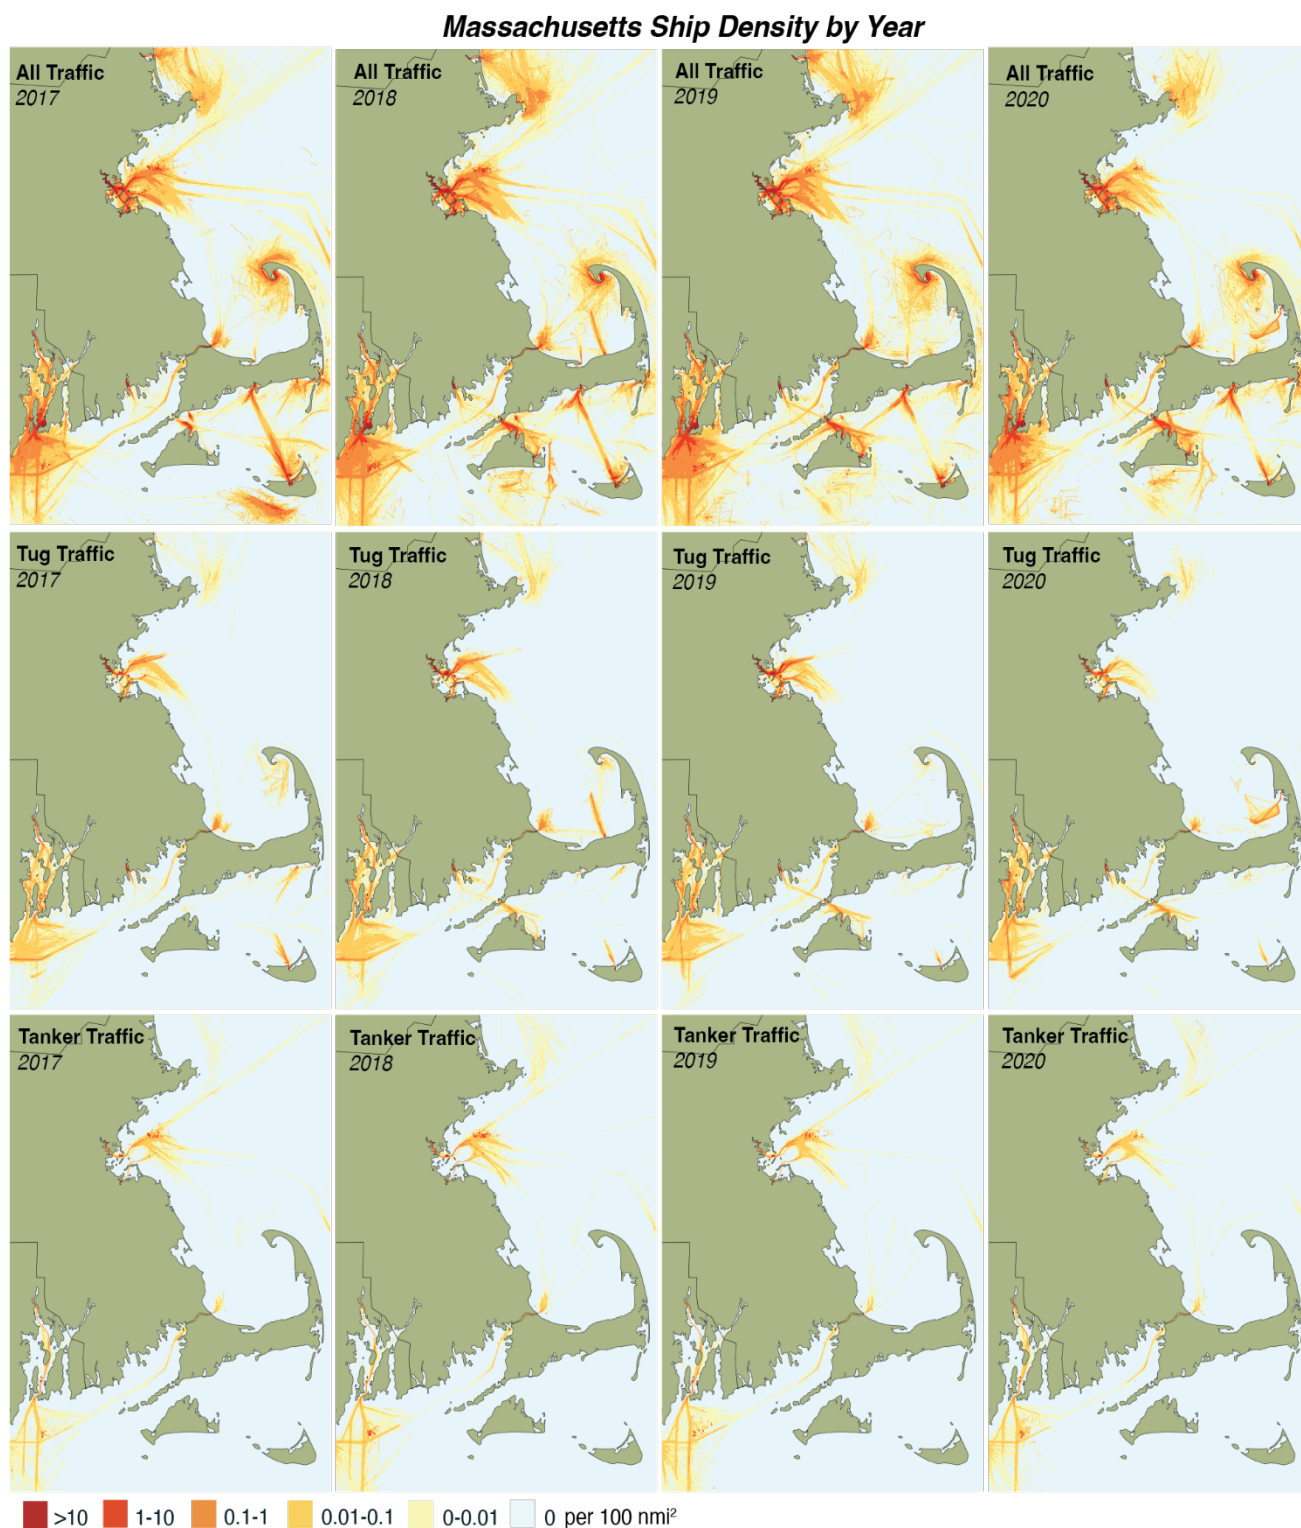 Massachusetts Ship Density by Year
All Traffic
2017
All Traffic
2018
All Traffic
2019
All Traffic
2020
Tug Traffic
2017
Tug Traffic
2018
Tug Traffic
2019
Tug Traffic
2020
Tanker Traffic
2017
Tanker Traffic
2018
Tanker Traffic
2019
Tanker Traffic
2020
>10 1-10 0.1-1 0.01-0.1 0-0.01 0 per 100 nmi²